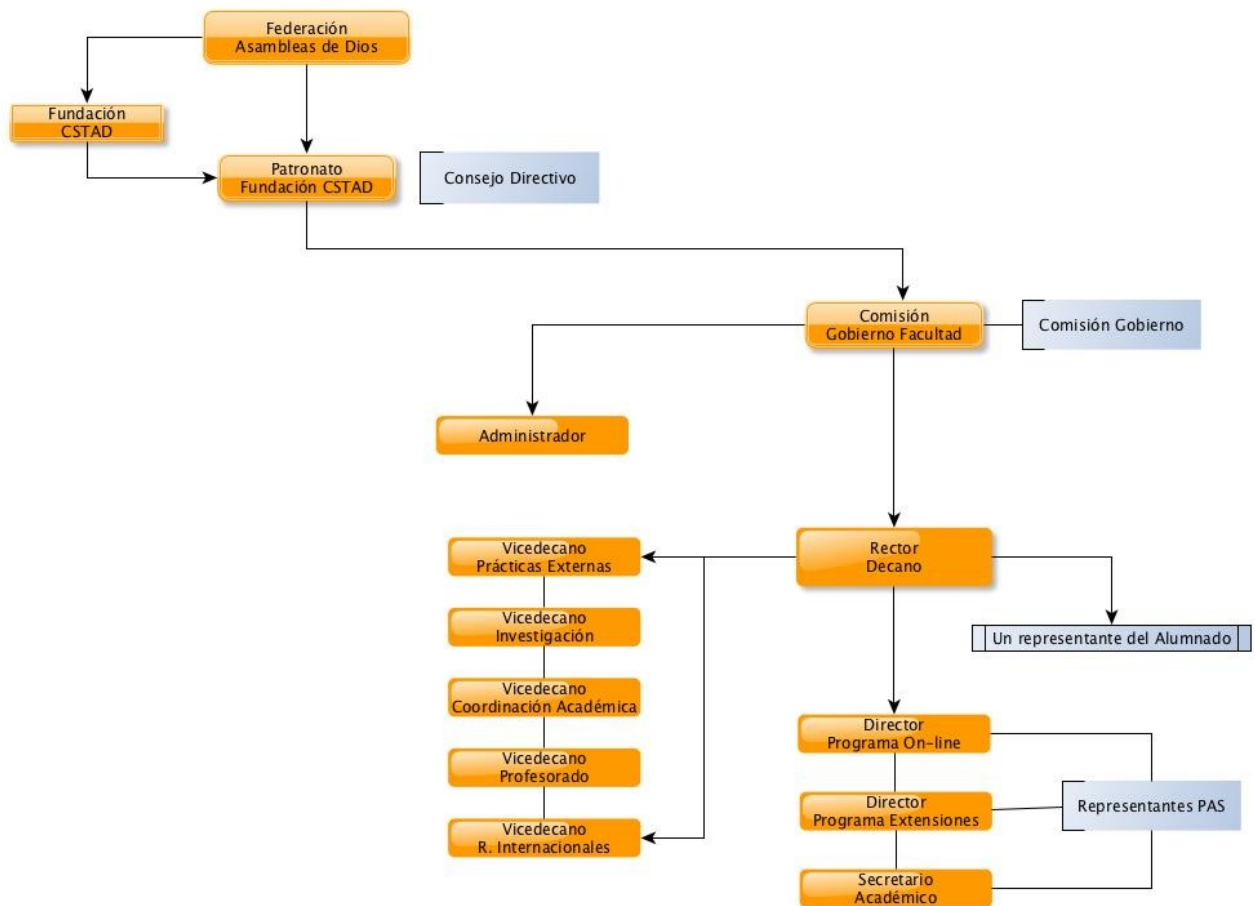 Federación
Asambleas de Dios
Fundación
CSTAD
Patronato
Fundación CSTAD
Consejo Directivo
Comisión
Gobierno Facultad
Comisión Gobierno
Administrador
Rector
Decano
Vicedecano
Prácticas Externas
Vicedecano
Investigación
Un representante del Alumnado
Vicedecano
Coordinación Académica
Director
Programa On-line
Vicedecano
Profesorado
Director
Programa Extensiones
Representantes PAS
Vicedecano
R. Internacionales
Secretario
Académico